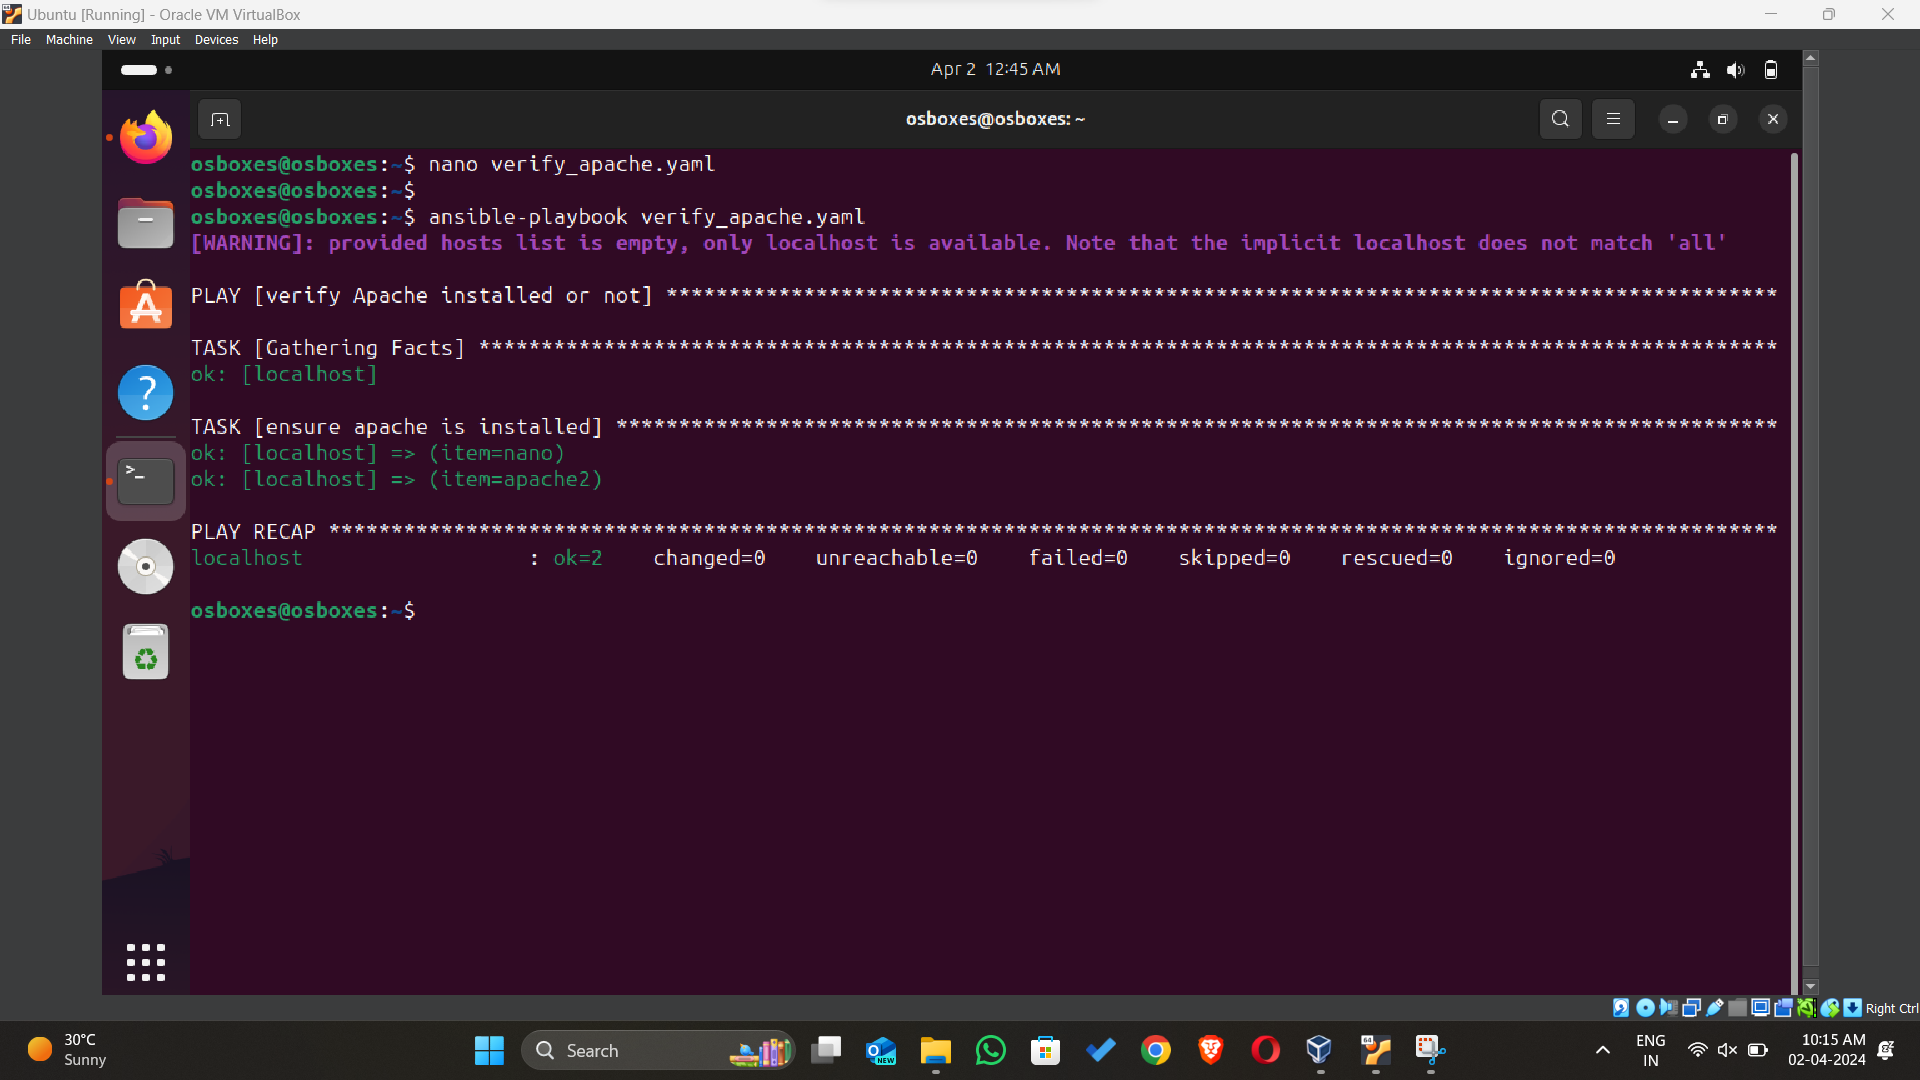 Ubuntu [Running] - Oracle VM VirtualBox
File Machine View Input Devices Help
Apr 2 12:45 AM
osboxes@osboxes: ~
osboxes@osboxes:~$ nano verify_apache.yaml
osboxes@osboxes:~$
osboxes@osboxes:~$ ansible-playbook verify_apache.yaml
[WARNING]: provided hosts list is empty, only localhost is available. Note that the implicit localhost does not match 'all'
PLAY [verify Apache installed or not] *****************************************************************************************
TASK [Gathering Facts] ********************************************************************************************************
ok: [localhost]
TASK [ensure apache is installed] *********************************************************************************************
ok: [localhost] => (item=nano)
ok: [localhost] => (item=apache2)
PLAY RECAP ********************************************************************************************************************
localhost                  : ok=2    changed=0    unreachable=0    failed=0    skipped=0    rescued=0    ignored=0
osboxes@osboxes:~$
Right Ctrl
30°C
Sunny
Search
NEW
ENG
IN
10:15 AM
02-04-2024